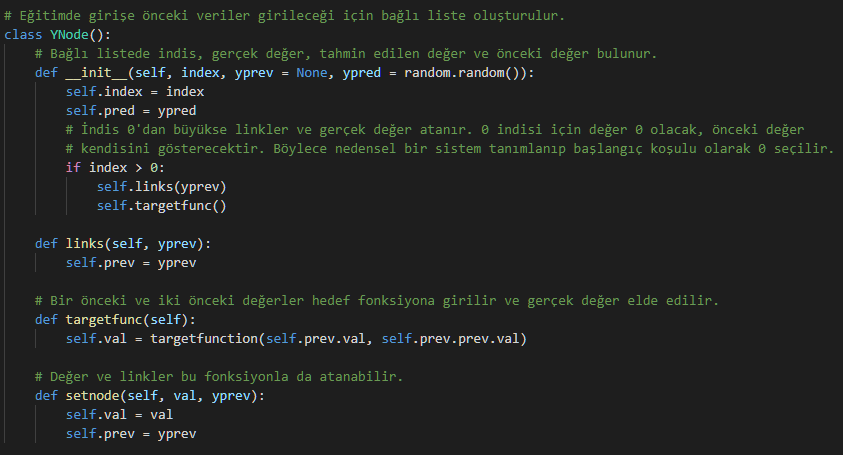 # Eğitimde girişe önceki veriler girileceği için bağlı liste oluşturulur.
class YNode():
    # Bağlı listede indis, gerçek değer, tahmin edilen değer ve önceki değer bulunur.
    def __init__(self, index, yprev = None, ypred = random.random()):
        self.index = index
        self.pred = ypred
        # İndis 0'dan büyükse linkler ve gerçek değer atanır. 0 indisi için değer 0 olacak, önceki değer
        # kendisini gösterecektir. Böylece nedensel bir sistem tanımlanıp başlangıç koşulu olarak 0 seçilir.
        if index > 0:
            self.links(yprev)
            self.targetfunc()

    def links(self, yprev):
        self.prev = yprev

    # Bir önceki ve iki önceki değerler hedef fonksiyona girilir ve gerçek değer elde edilir.
    def targetfunc(self):
        self.val = targetfunction(self.prev.val, self.prev.prev.val)

    # Değer ve linkler bu fonksiyonla da atanabilir.
    def setnode(self, val, yprev):
        self.val = val
        self.prev = yprev